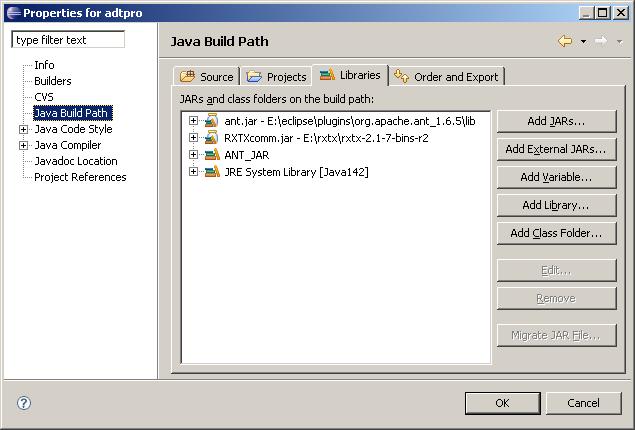 Properties for adtpro
type filter text
Info
Builders
CVS
Java Build Path
Java Code Style
Java Compiler
Javadoc Location
Project References
Java Build Path
Source
Projects
Libraries
Order and Export
JARs and class folders on the build path:
ant.jar - E:\eclipse\plugins\org.apache.ant_1.6.5\lib
RXTXcomm.jar - E:\rxtx\rxtx-2.1-7-bins-r2
ANT_JAR
JRE System Library [Java142]
Add JARs...
Add External JARs...
Add Variable...
Add Library...
Add Class Folder...
Edit...
Remove
Migrate JAR File...
?
OK
Cancel